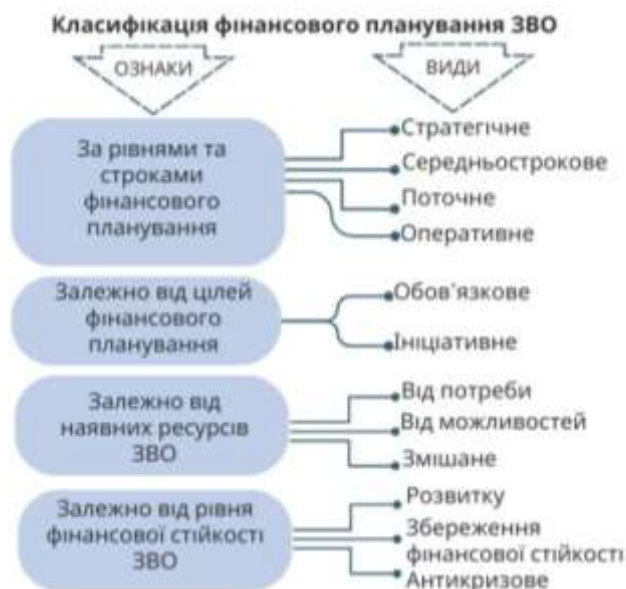 Класифікація фінансового планування ЗВО
ОЗНАКИ
ВИДИ
За рівнями та
строками
фінансового
планування
Стратегічне
Середньострокове
Поточне
Оперативне
Залежно від цілей
фінансового
планування
Обов'язкове
Ініціативне
Залежно від
наявних ресурсів
ЗВО
Від потреби
Від можливостей
Змішане
Залежно від рівня
фінансової стійкості
ЗВО
Розвитку
Збереження
фінансової стійкості
Антикризове